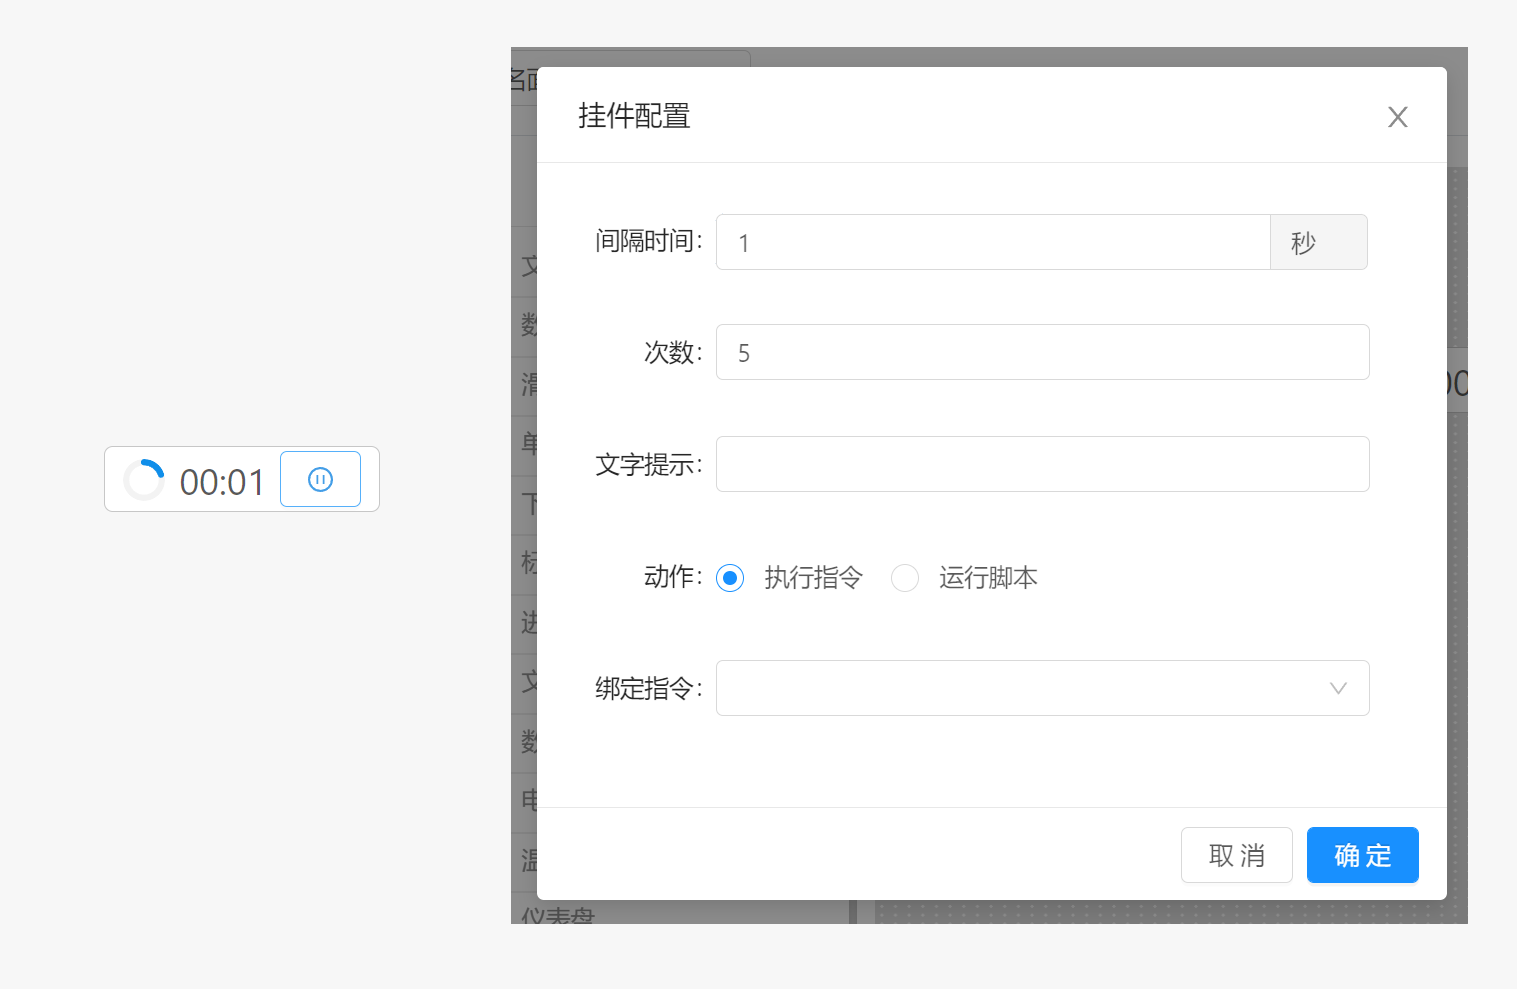 00:01
挂件配置
间隔时间: 1 秒
次数: 5
文字提示:
动作: 执行指令 运行脚本
绑定指令:
取 消 确 定
仪表盘